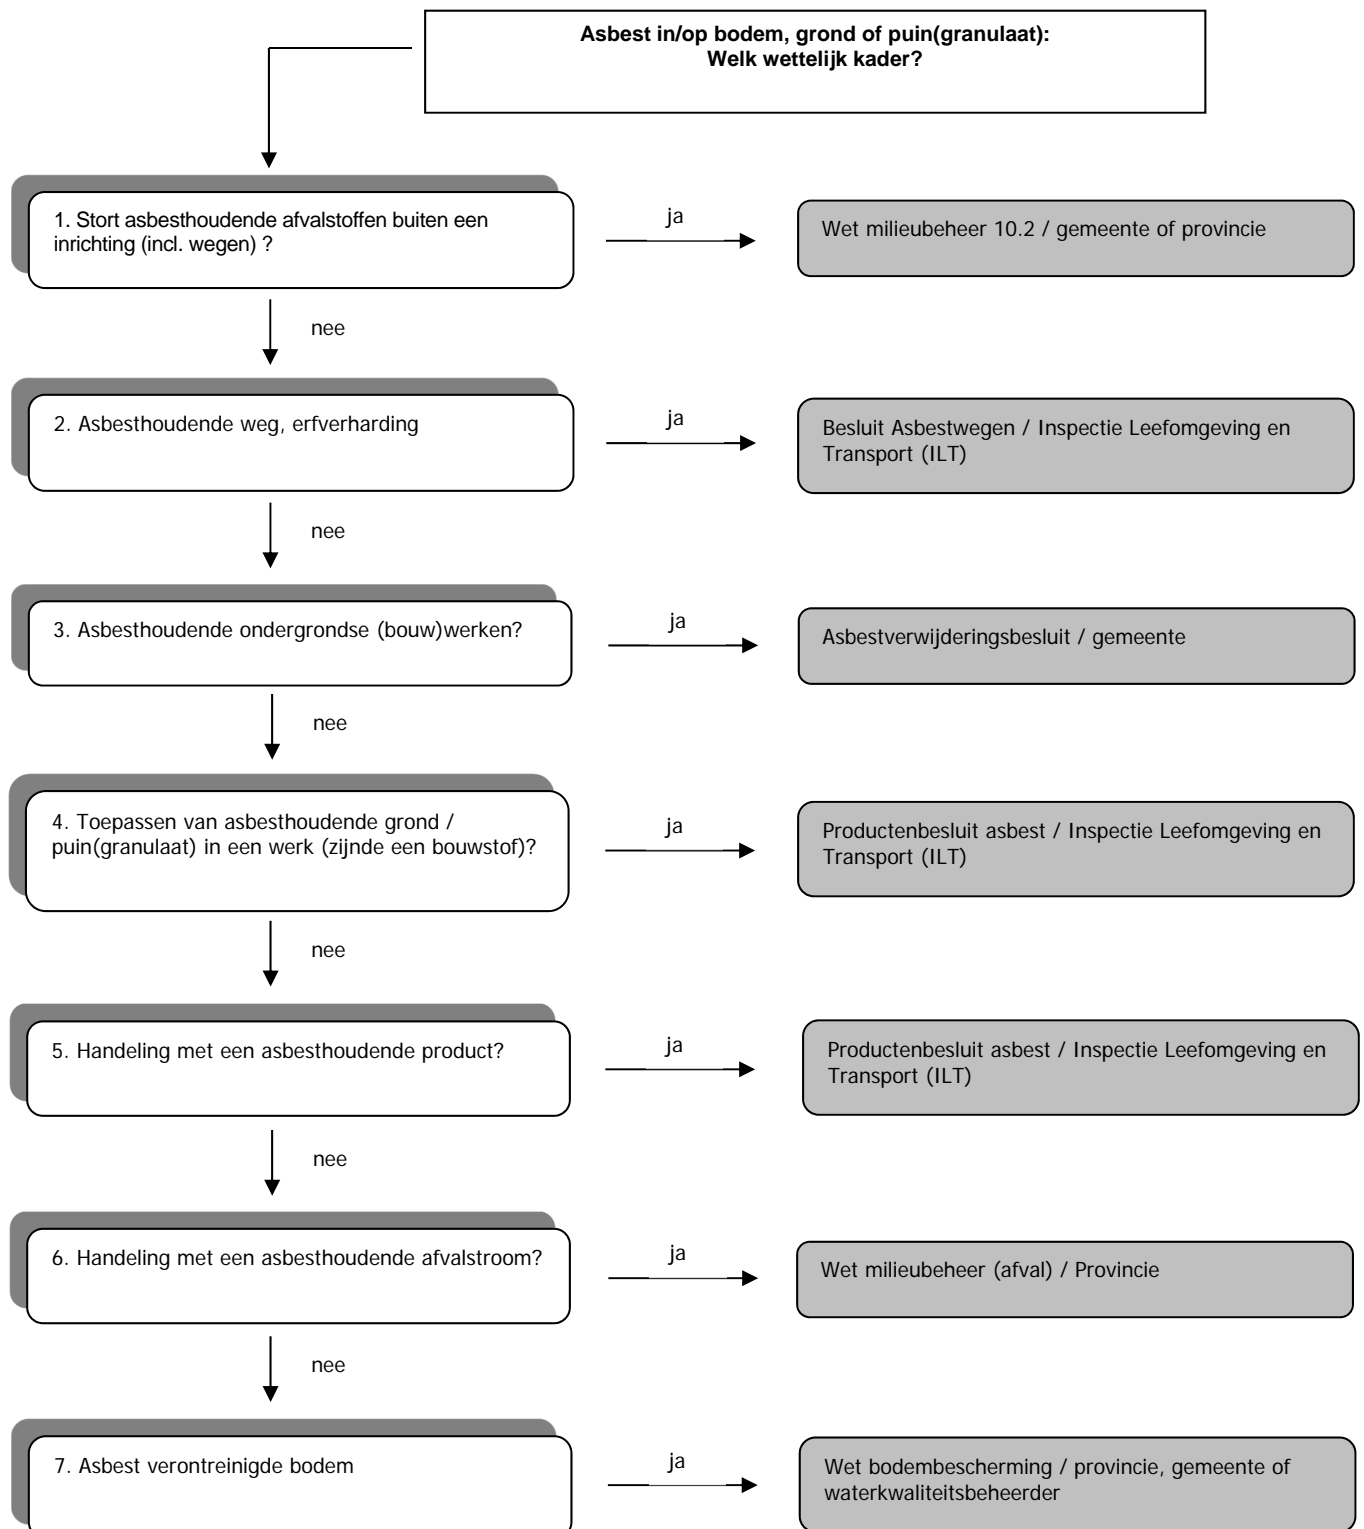 Asbest in/op bodem, grond of puin(granulaat):
Welk wettelijk kader?
1. Stort asbesthoudende afvalstoffen buiten een
inrichting (incl. wegen) ?
ja
Wet milieubeheer 10.2 / gemeente of provincie
nee
2. Asbesthoudende weg, erfverharding
ja
Besluit Asbestwegen / Inspectie Leefomgeving en
Transport (ILT)
nee
3. Asbesthoudende ondergrondse (bouw)werken?
ja
Asbestverwijderingsbesluit / gemeente
nee
4. Toepassen van asbesthoudende grond /
puin(granulaat) in een werk (zijnde een bouwstof)?
ja
Productenbesluit asbest / Inspectie Leefomgeving en
Transport (ILT)
nee
5. Handeling met een asbesthoudende product?
ja
Productenbesluit asbest / Inspectie Leefomgeving en
Transport (ILT)
nee
6. Handeling met een asbesthoudende afvalstroom?
ja
Wet milieubeheer (afval) / Provincie
nee
7. Asbest verontreinigde bodem
ja
Wet bodembescherming / provincie, gemeente of
waterkwaliteitsbeheerder